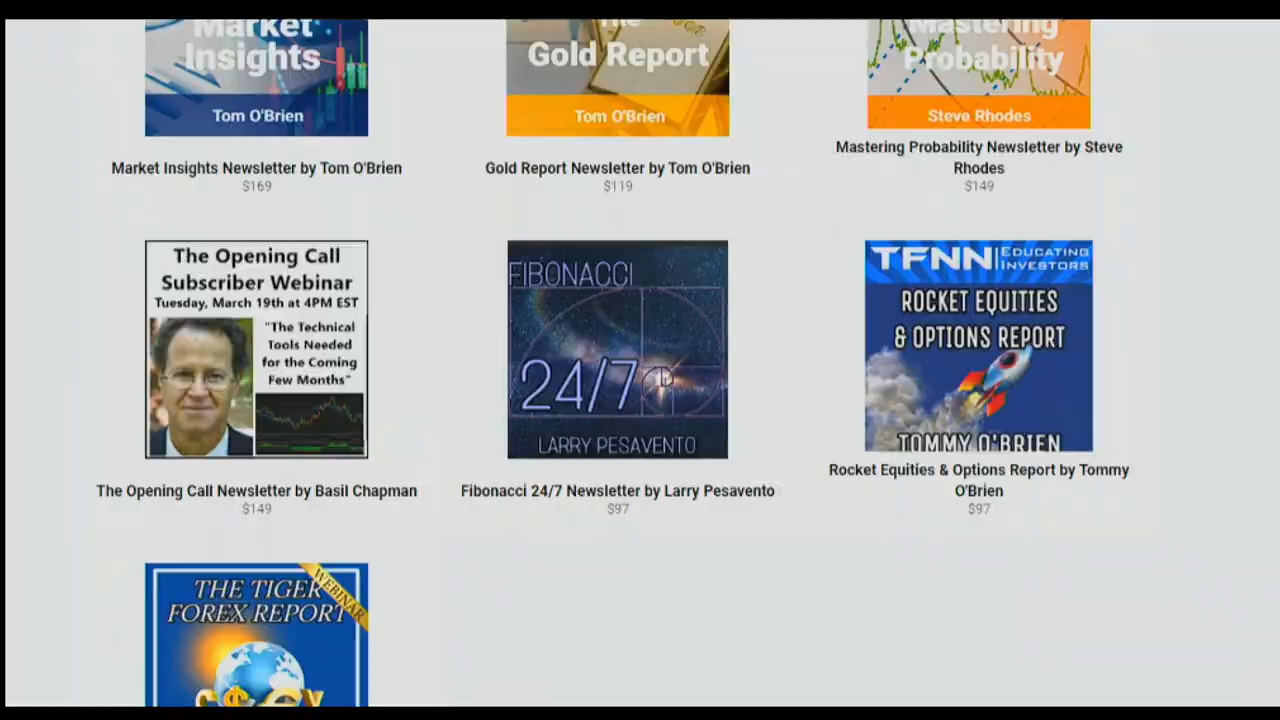 Market
Insights
Tom O'Brien
Market Insights Newsletter by Tom O'Brien
$169
The
Gold Report
Tom O'Brien
Gold Report Newsletter by Tom O'Brien
$119
Mastering
Probability
Steve Rhodes
Mastering Probability Newsletter by Steve
Rhodes
$149
The Opening Call
Subscriber Webinar
Tuesday, March 19th at 4PM EST
"The Technical
Tools Needed
for the Coming
Few Months"
The Opening Call Newsletter by Basil Chapman
$149
FIBONACCI
24/7
LARRY PESAVENTO
Fibonacci 24/7 Newsletter by Larry Pesavento
$97
TFNN EDUCATING
INVESTORS
ROCKET EQUITIES
& OPTIONS REPORT
TOMMY O'BRIEN
Rocket Equities & Options Report by Tommy
O'Brien
$97
THE TIGER
FOREX REPORT
WEBINAR